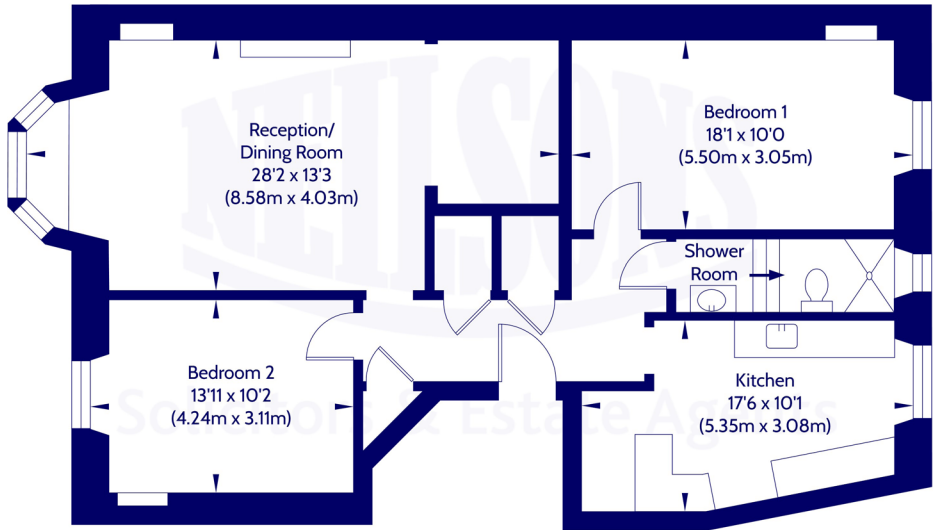 NEILSONS
Reception/
Dining Room
28'2 x 13'3
(8.58m x 4.03m)
Bedroom 1
18'1 x 10'0
(5.50m x 3.05m)
Shower
Room
Bedroom 2
13'11 x 10'2
(4.24m x 3.11m)
Kitchen
17'6 x 10'1
(5.35m x 3.08m)
Solicitors & Estate Agents